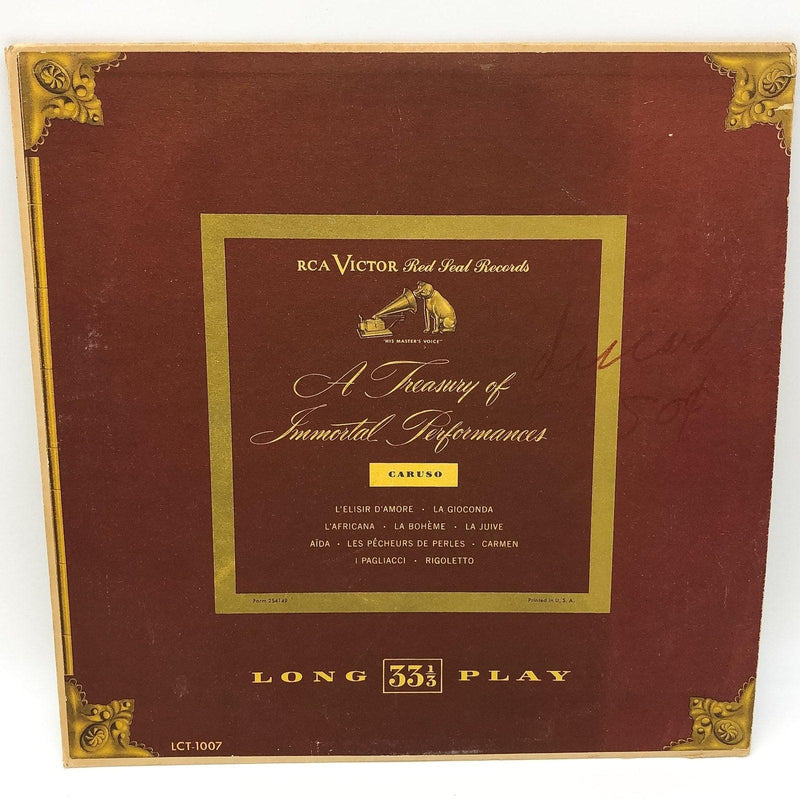 RCA VICTOR Red Seal Records
"HIS MASTER'S VOICE"
A Treasury of
Immortal Performances
CARUSO
L'ELISIR D'AMORE · LA GIOCONDA
L'AFRICANA · LA BOHÈME · LA JUIVE
AÏDA · LES PÊCHEURS DE PERLES · CARMEN
I PAGLIACCI · RIGOLETTO
Form 2S4149 Printed in U. S. A.
LONG 33⅓ PLAY
LCT-1007